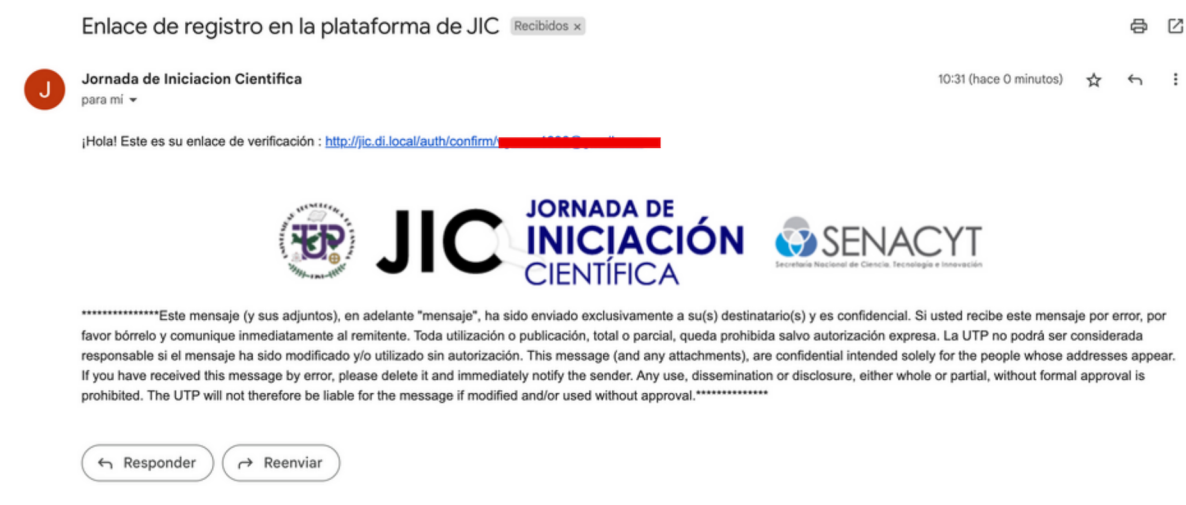 Enlace de registro en la plataforma de JIC Recibidos x
J
Jornada de Iniciacion Cientifica
10:31 (hace 0 minutos)
para mí
¡Hola! Este es su enlace de verificación : http://jic.di.local/auth/confirm/
UTP
JIC
JORNADA DE
INICIACIÓN
CIENTÍFICA
SENACYT
Secretaría Nacional de Ciencia, Tecnología e Innovación
***************Este mensaje (y sus adjuntos), en adelante "mensaje", ha sido enviado exclusivamente a su(s) destinatario(s) y es confidencial. Si usted recibe este mensaje por error, por
favor bórrelo y comunique inmediatamente al remitente. Toda utilización o publicación, total o parcial, queda prohibida salvo autorización expresa. La UTP no podrá ser considerada
responsable si el mensaje ha sido modificado y/o utilizado sin autorización. This message (and any attachments), are confidential intended solely for the people whose addresses appear.
If you have received this message by error, please delete it and immediately notify the sender. Any use, dissemination or disclosure, either whole or partial, without formal approval is
prohibited. The UTP will not therefore be liable for the message if modified and/or used without approval.**************
Responder
Reenviar